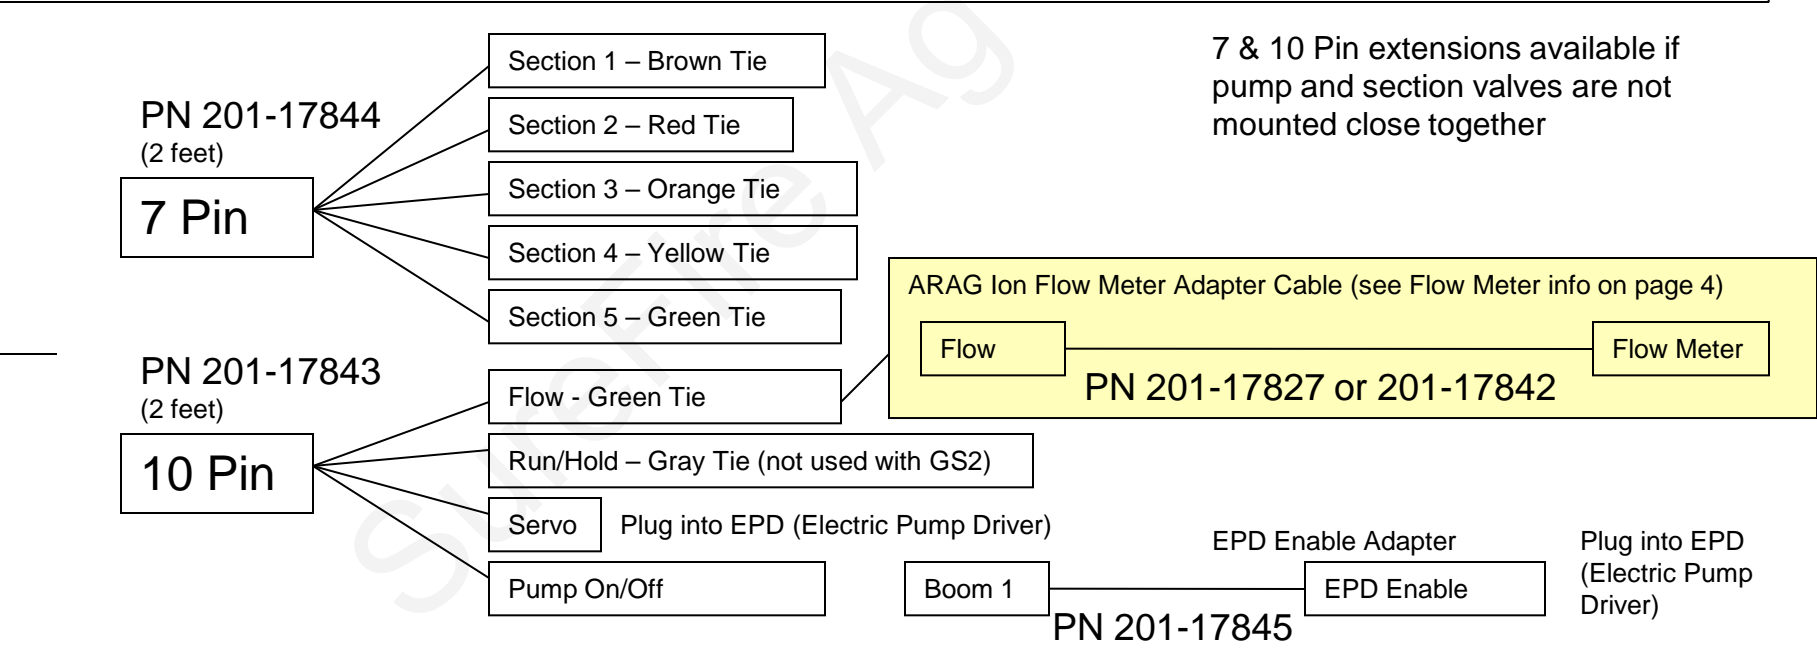 7 & 10 Pin extensions available if
pump and section valves are not
mounted close together
PN 201-17844
(2 feet)
7 Pin
Section 1 – Brown Tie
Section 2 – Red Tie
Section 3 – Orange Tie
Section 4 – Yellow Tie
Section 5 – Green Tie
ARAG Ion Flow Meter Adapter Cable (see Flow Meter info on page 4)
Flow
Flow Meter
PN 201-17827 or 201-17842
PN 201-17843
(2 feet)
10 Pin
Flow - Green Tie
Run/Hold – Gray Tie (not used with GS2)
Servo
Plug into EPD (Electric Pump Driver)
Pump On/Off
EPD Enable Adapter
Boom 1
EPD Enable
PN 201-17845
Plug into EPD
(Electric Pump
Driver)
SureFire Ag